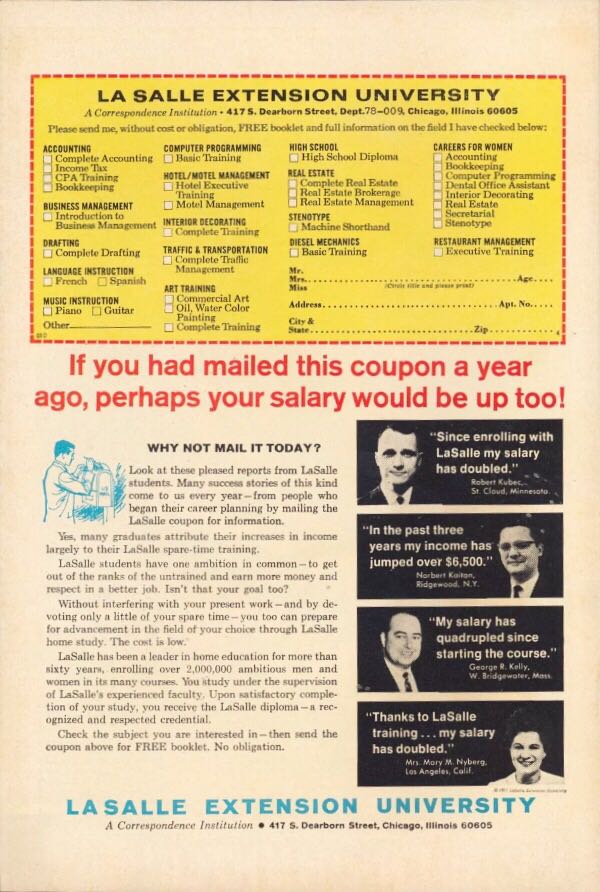 LA SALLE EXTENSION UNIVERSITY
A Correspondence Institution • 417 S. Dearborn Street, Dept. 78-009, Chicago, Illinois 60605
Please send me, without cost or obligation, FREE booklet and full information on the field I have checked below:
ACCOUNTING
Complete Accounting
Income Tax
CPA Training
Bookkeeping
BUSINESS MANAGEMENT
Introduction to
Business Management
DRAFTING
Complete Drafting
LANGUAGE INSTRUCTION
French Spanish
MUSIC INSTRUCTION
Piano Guitar
Other
COMPUTER PROGRAMMING
Basic Training
HOTEL/MOTEL MANAGEMENT
Hotel Executive
Training
Motel Management
INTERIOR DECORATING
Complete Training
TRAFFIC & TRANSPORTATION
Complete Traffic
Management
ART TRAINING
Commercial Art
Oil, Water Color
Painting
Complete Training
HIGH SCHOOL
High School Diploma
REAL ESTATE
Complete Real Estate
Real Estate Brokerage
Real Estate Management
STENOTYPE
Machine Shorthand
DIESEL MECHANICS
Basic Training
CAREERS FOR WOMEN
Accounting
Bookkeeping
Computer Programming
Dental Office Assistant
Interior Decorating
Real Estate
Secretarial
Stenotype
RESTAURANT MANAGEMENT
Executive Training
Mr.
Mrs. Age
Miss (Circle title and please print)
Address Apt. No.
City &
State Zip
If you had mailed this coupon a year
ago, perhaps your salary would be up too!
WHY NOT MAIL IT TODAY?
Look at these pleased reports from LaSalle
students. Many success stories of this kind
come to us every year—from people who
began their career planning by mailing the
LaSalle coupon for information.
Yes, many graduates attribute their increases in income
largely to their LaSalle spare-time training.
LaSalle students have one ambition in common—to get
out of the ranks of the untrained and earn more money and
respect in a better job. Isn't that your goal too?
Without interfering with your present work—and by de-
voting only a little of your spare time—you too can prepare
for advancement in the field of your choice through LaSalle
home study. The cost is low.
LaSalle has been a leader in home education for more than
sixty years, enrolling over 2,000,000 ambitious men and
women in its many courses. You study under the supervision
of LaSalle's experienced faculty. Upon satisfactory comple-
tion of your study, you receive the LaSalle diploma—a rec-
ognized and respected credential.
Check the subject you are interested in—then send the
coupon above for FREE booklet. No obligation.
"Since enrolling with
LaSalle my salary
has doubled."
Robert Kubec,
St. Cloud, Minnesota.
"In the past three
years my income has
jumped over $6,500."
Norbert Kaitan,
Ridgewood, N.Y.
"My salary has
quadrupled since
starting the course."
George R. Kelly,
W. Bridgewater, Mass.
"Thanks to LaSalle
training...my salary
has doubled."
Mrs. Mary M. Nyberg,
Los Angeles, Calif.
LA SALLE EXTENSION UNIVERSITY
A Correspondence Institution • 417 S. Dearborn Street, Chicago, Illinois 60605